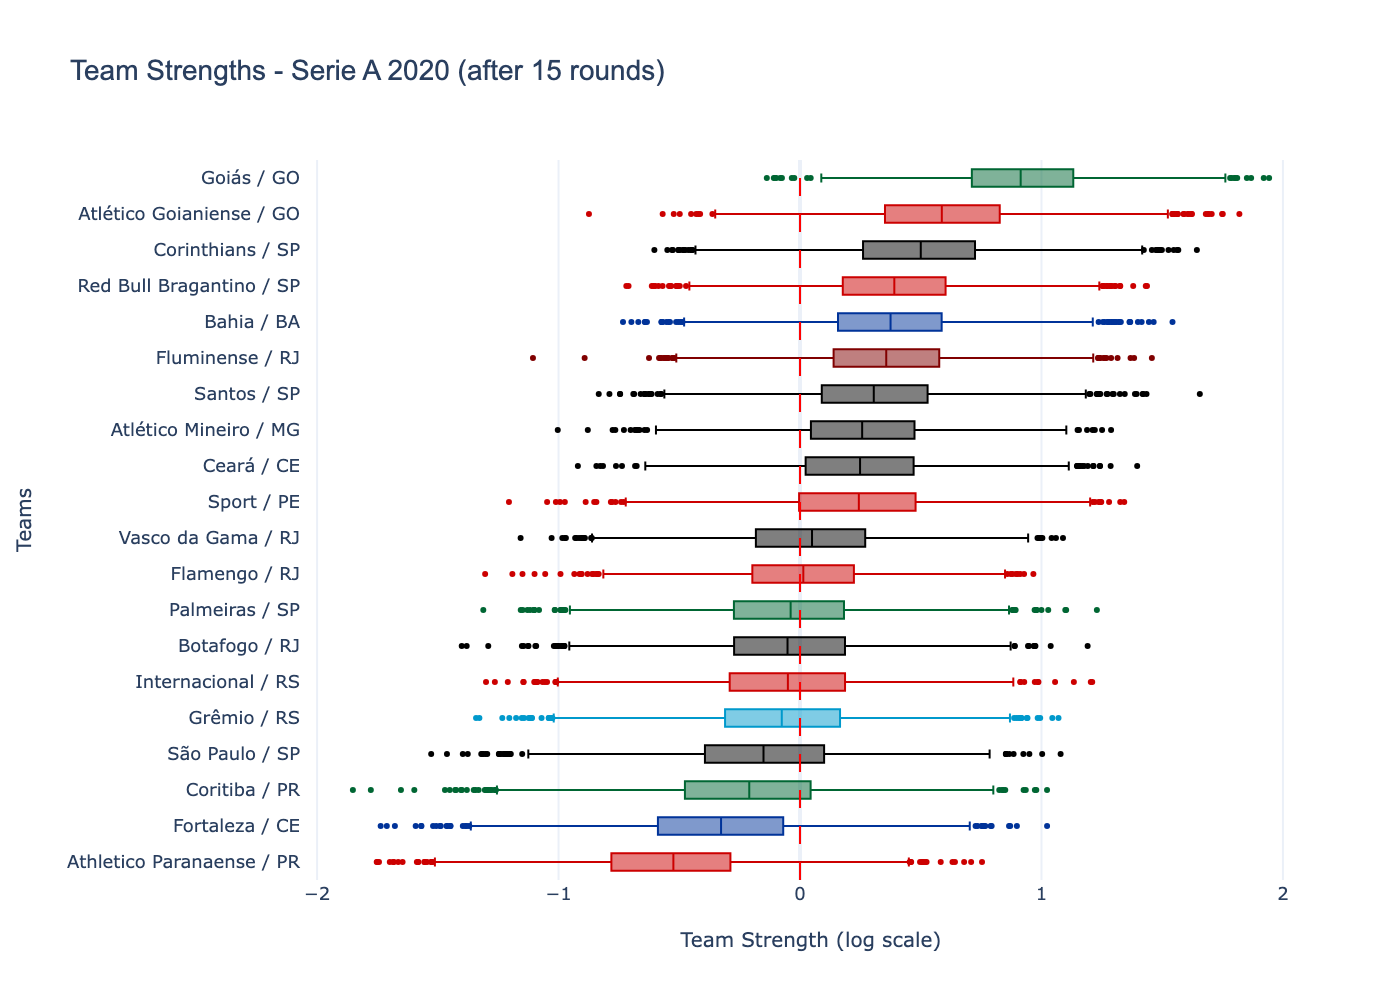 Team Strengths - Serie A 2020 (after 15 rounds)
Goiás / GO
Atlético Goianiense / GO
Corinthians / SP
Red Bull Bragantino / SP
Bahia / BA
Fluminense / RJ
Santos / SP
Atlético Mineiro / MG
Ceará / CE
Sport / PE
Vasco da Gama / RJ
Flamengo / RJ
Palmeiras / SP
Botafogo / RJ
Internacional / RS
Grêmio / RS
São Paulo / SP
Coritiba / PR
Fortaleza / CE
Athletico Paranaense / PR
Teams
−2 −1 0 1 2
Team Strength (log scale)